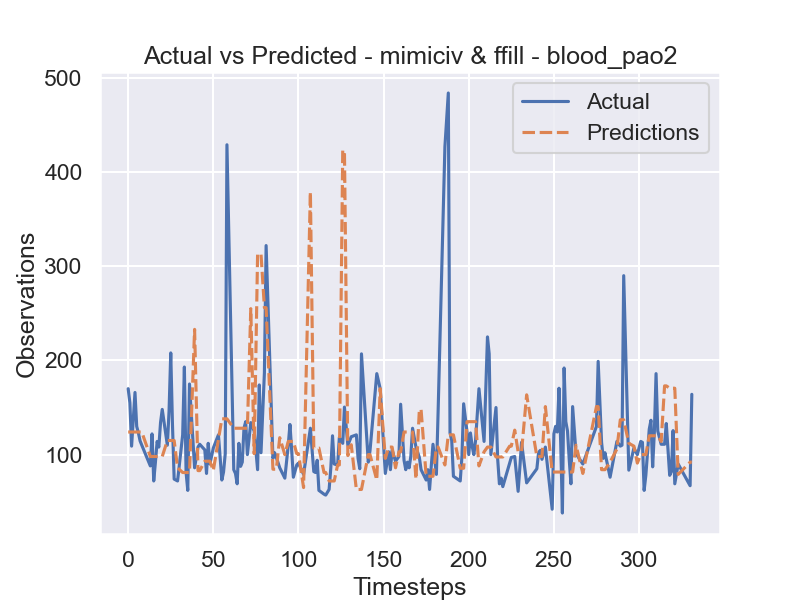 Actual vs Predicted - mimiciv & ffill - blood_pao2
Actual
Predictions
Observations
500
400
300
200
100
0 50 100 150 200 250 300
Timesteps